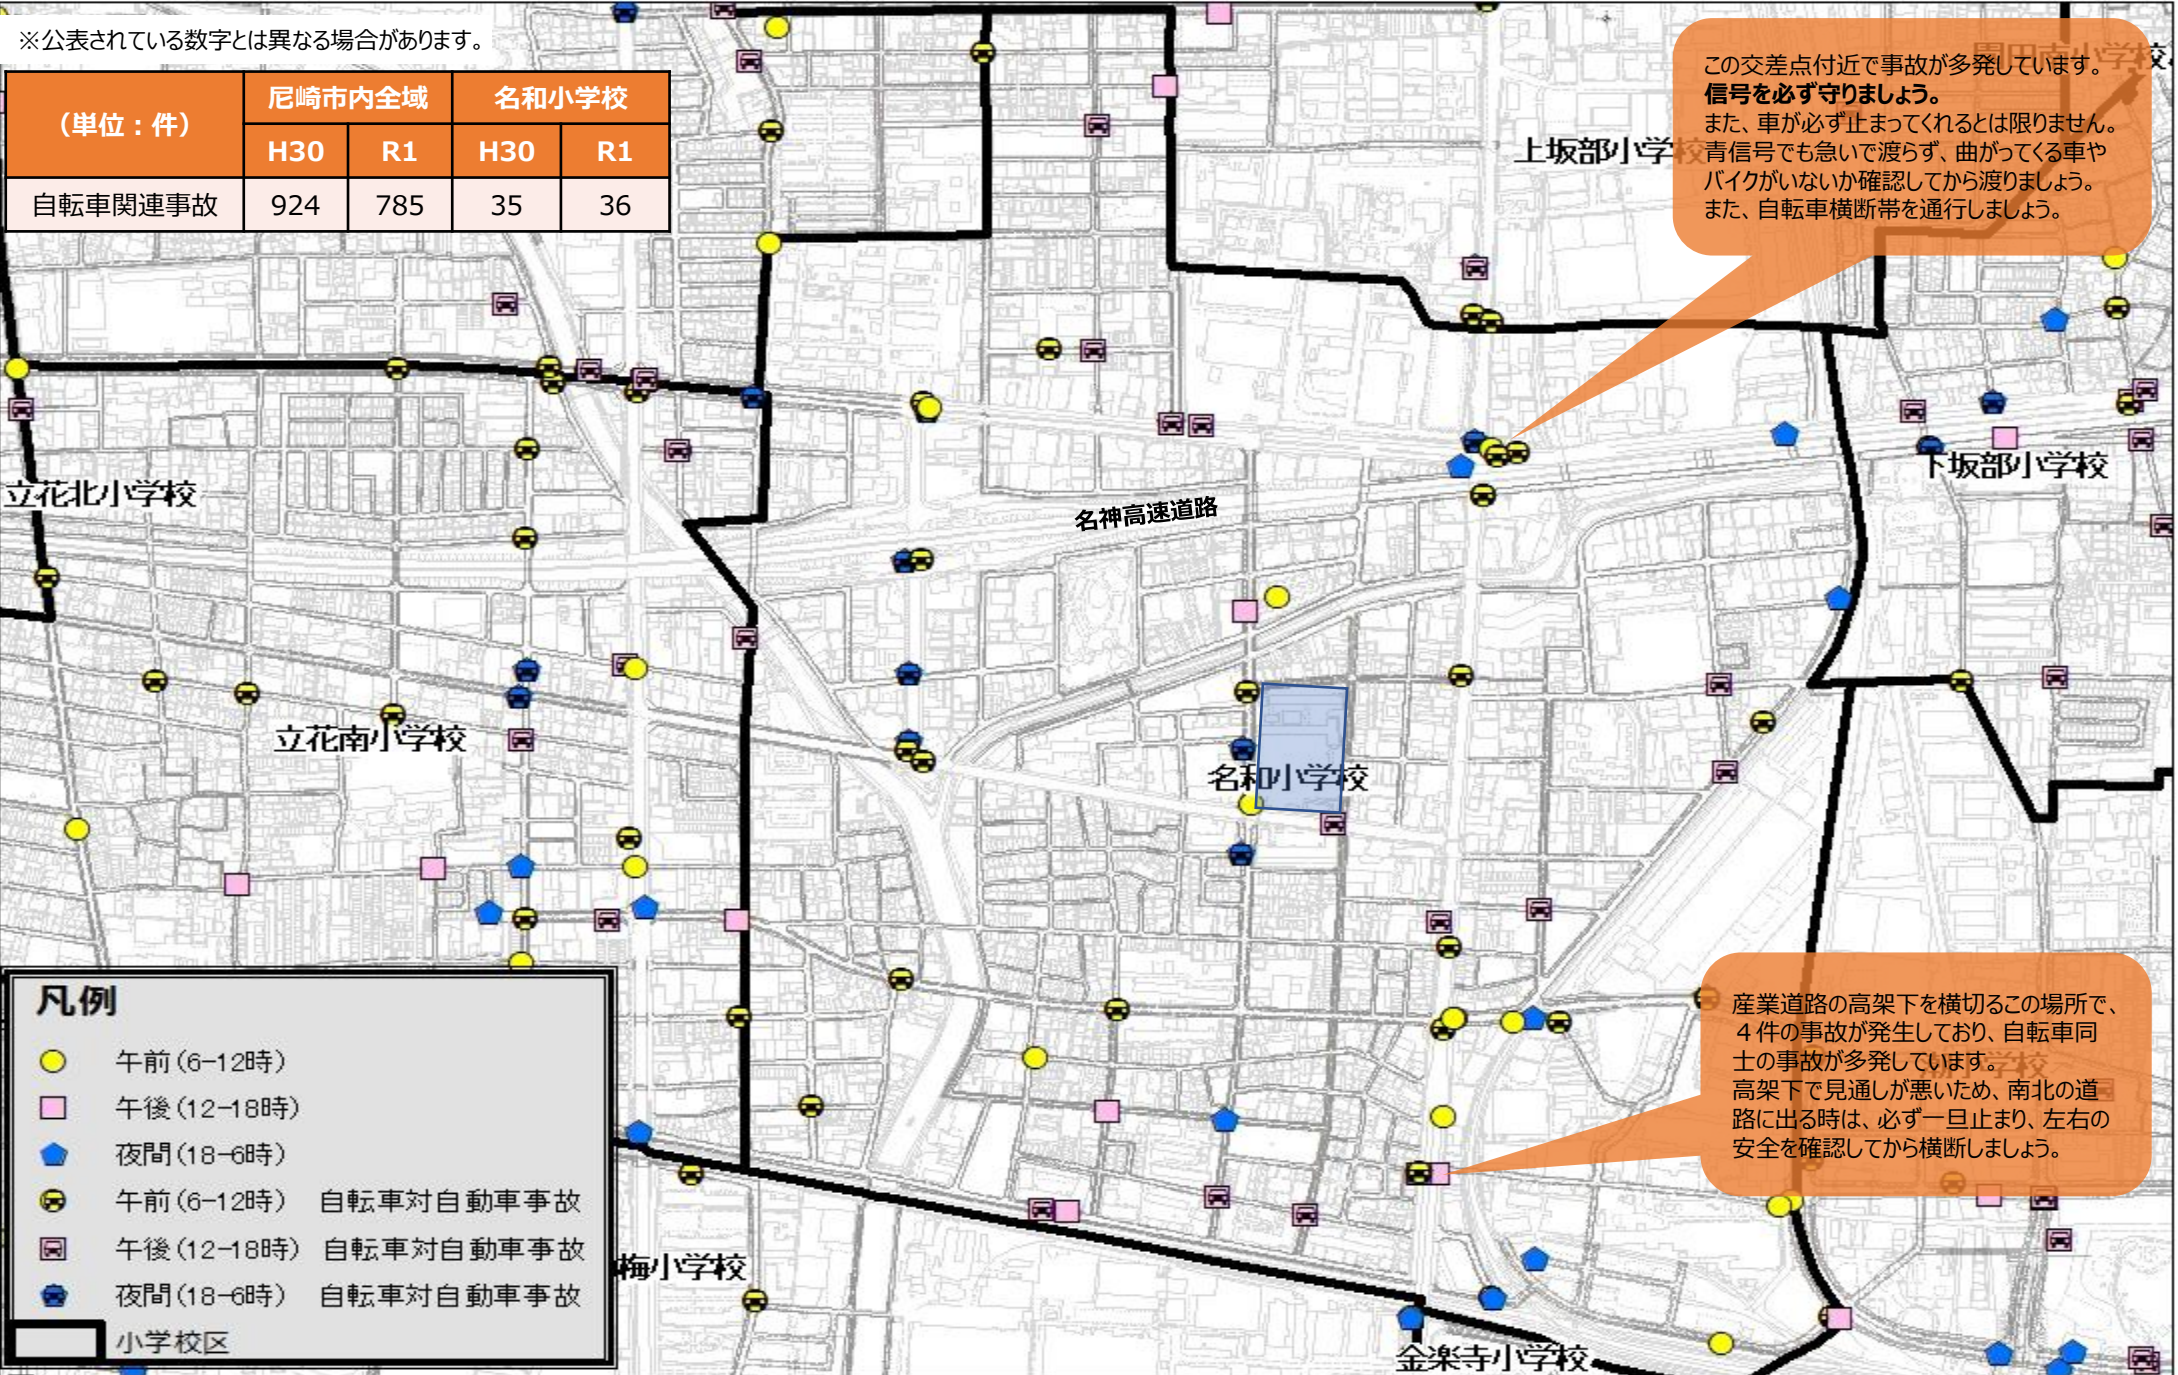 ※公表されている数字とは異なる場合があります。
（単位：件） 尼崎市内全域 名和小学校
H30 R1 H30 R1
自転車関連事故 924 785 35 36
この交差点付近で事故が多発しています。
信号を必ず守りましょう。
また、車が必ず止まってくれるとは限りません。
青信号でも急いで渡らず、曲がってくる車や
バイクがいないか確認してから渡りましょう。
また、自転車横断帯を通行しましょう。
園田南小学校
上坂部小学校
下坂部小学校
立花北小学校
名神高速道路
立花南小学校
名和小学校
産業道路の高架下を横切るこの場所で、
４件の事故が発生しており、自転車同
士の事故が多発しています。
高架下で見通しが悪いため、南北の道
路に出る時は、必ず一旦止まり、左右の
安全を確認してから横断しましょう。
小学校
梅小学校
金楽寺小学校
凡例
午前(6-12時)
午後(12-18時)
夜間(18-6時)
午前(6-12時) 自転車対自動車事故
午後(12-18時) 自転車対自動車事故
夜間(18-6時) 自転車対自動車事故
小学校区